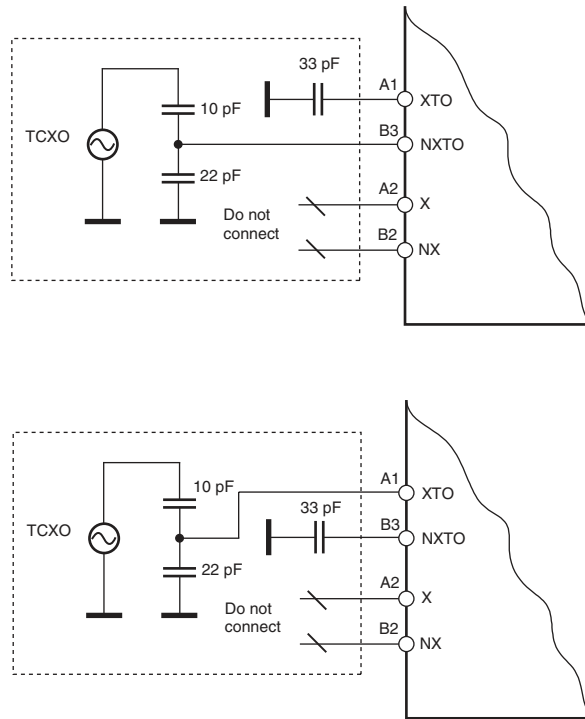 33 pF
A1
XTO
10 pF
B3
NXTO
TCXO
22 pF
A2
X
Do not
connect
B2
NX
A1
XTO
10 pF
33 pF
B3
NXTO
TCXO
22 pF
A2
X
Do not
connect
B2
NX